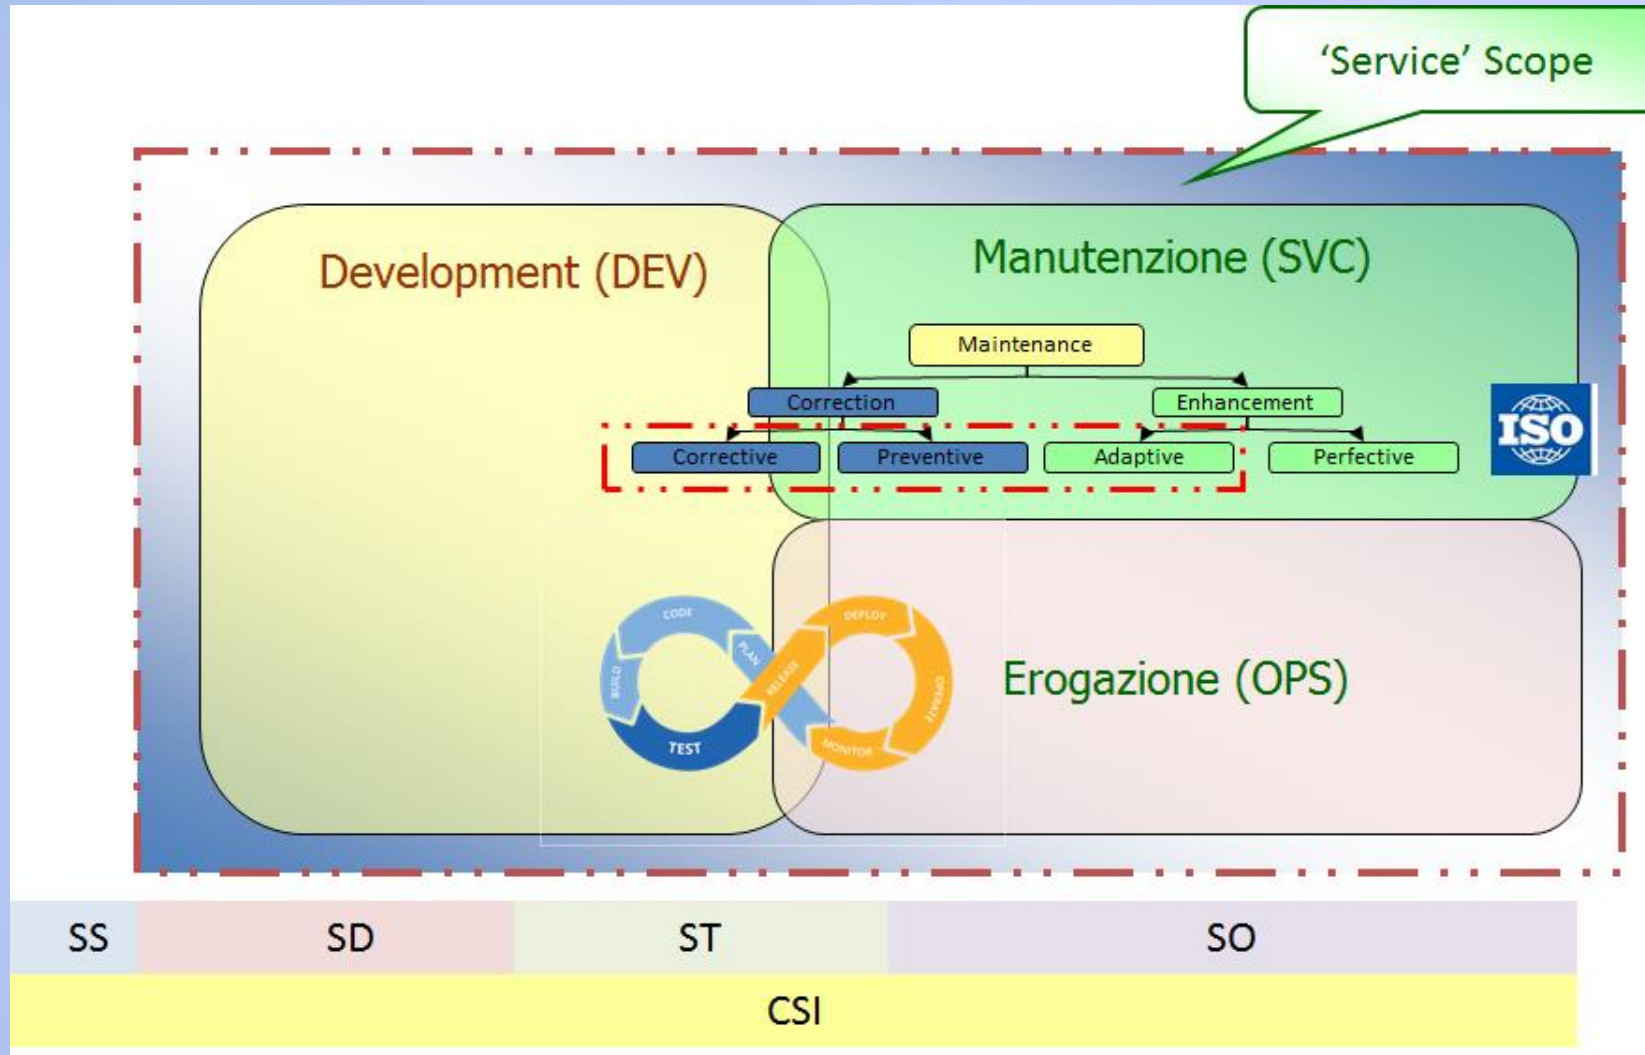 ‘Service’ Scope
Development (DEV)
Manutenzione (SVC)
Maintenance
Correction
Enhancement
Corrective
Preventive
Adaptive
Perfective
ISO
CODE
PLAN
BUILD
TEST
RELEASE
DEPLOY
OPERATE
MONITOR
Erogazione (OPS)
SS
SD
ST
SO
CSI